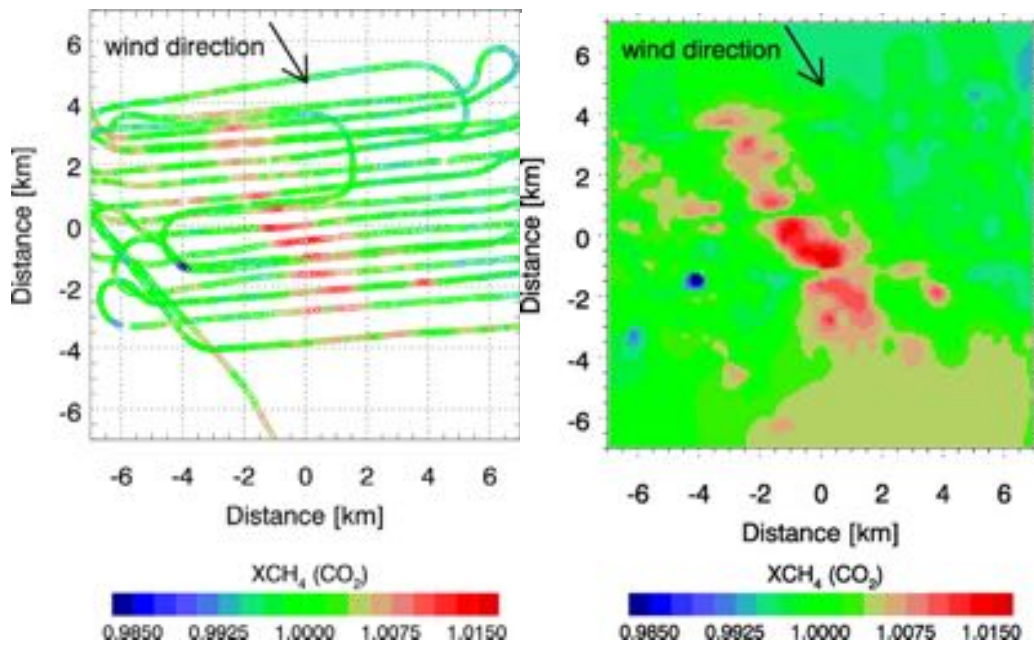 wind direction
6
4
2
0
-2
-4
-6
Distance [km]
-6 -4 -2 0 2 4 6
Distance [km]
XCH₄ (CO₂)
0.9850 0.9925 1.0000 1.0075 1.0150
wind direction
6
4
2
0
-2
-4
-6
Distance [km]
-6 -4 -2 0 2 4 6
Distance [km]
XCH₄ (CO₂)
0.9850 0.9925 1.0000 1.0075 1.0150